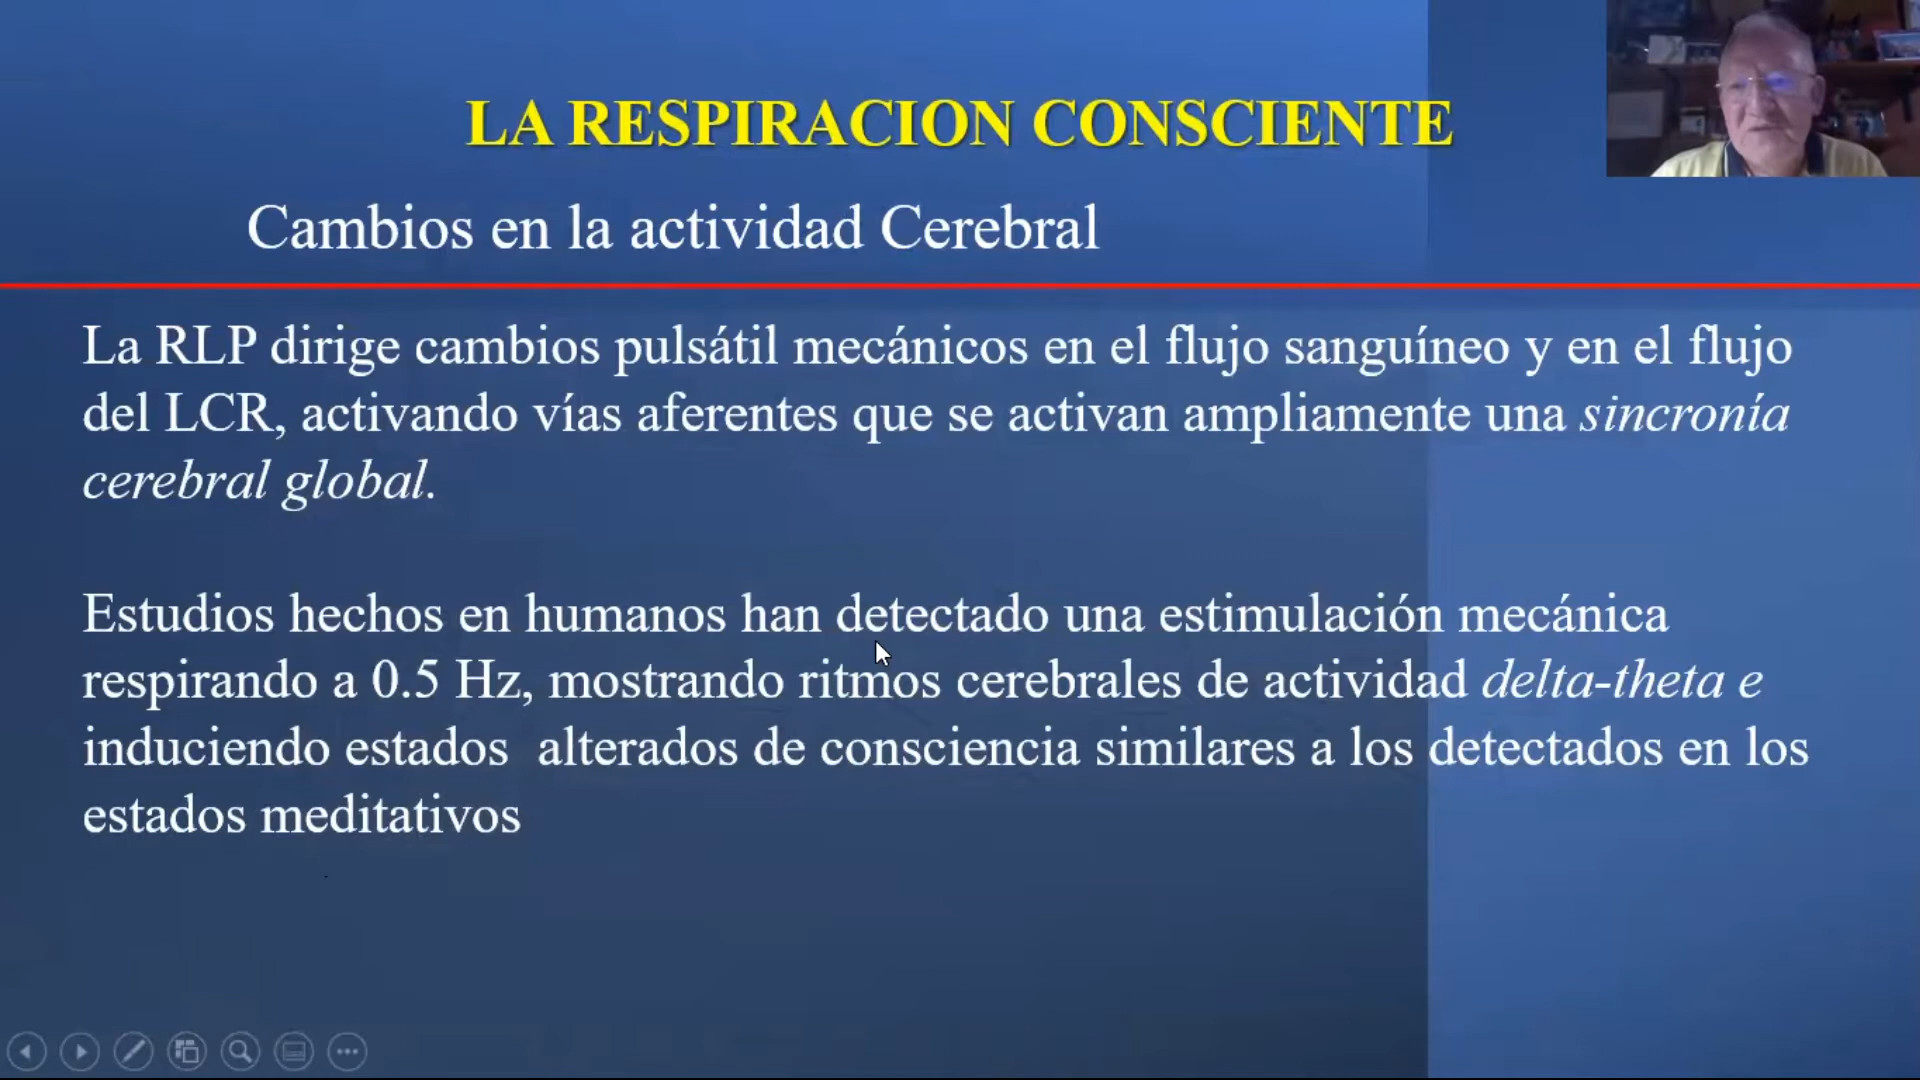 LA RESPIRACION CONSCIENTE
Cambios en la actividad Cerebral
La RLP dirige cambios pulsátil mecánicos en el flujo sanguíneo y en el flujo
del LCR, activando vías aferentes que se activan ampliamente una sincronía
cerebral global.
Estudios hechos en humanos han detectado una estimulación mecánica
respirando a 0.5 Hz, mostrando ritmos cerebrales de actividad delta-theta e
induciendo estados  alterados de consciencia similares a los detectados en los
estados meditativos